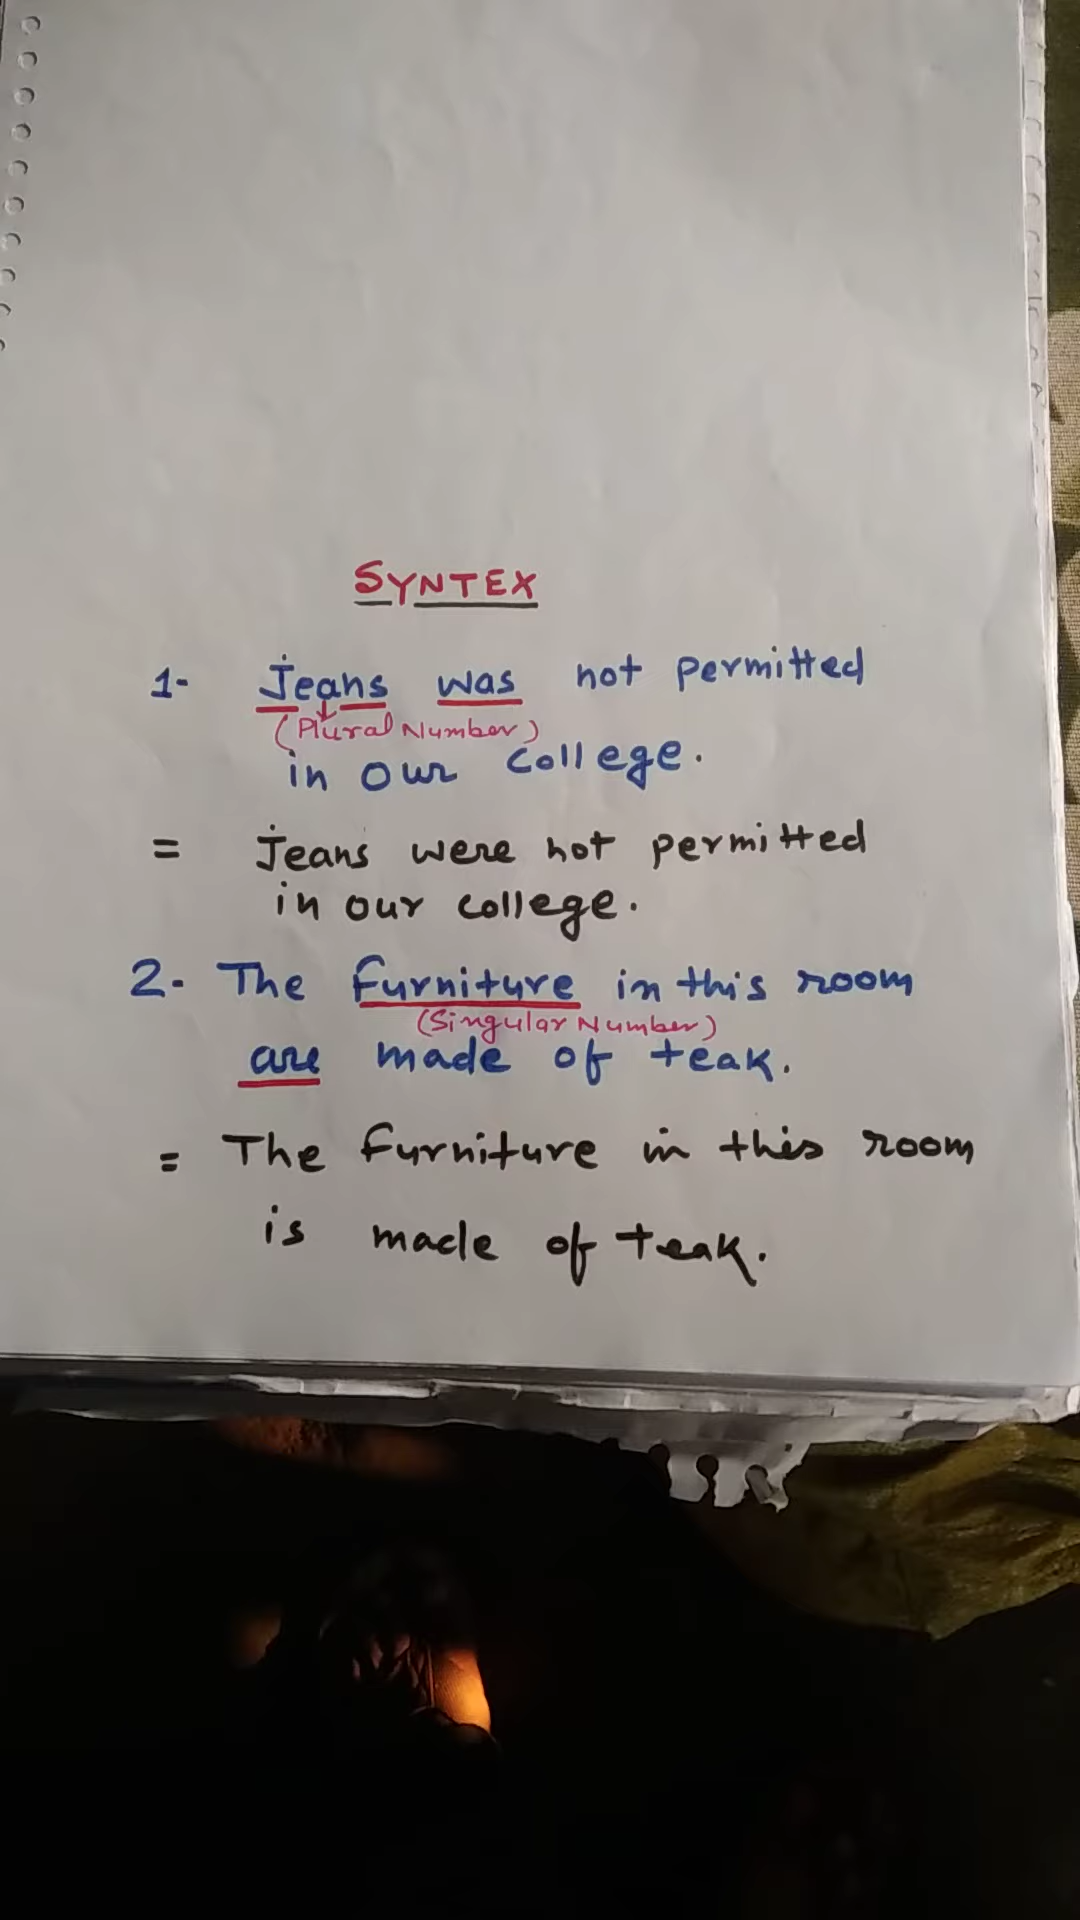 SYNTEX
1- Jeans was not permitted
(Plural Number)
in our college.
= Jeans were not permitted
in our college.
2. The furniture in this room
(Singular Number)
are made of teak.
= The furniture in this room
is made of teak.